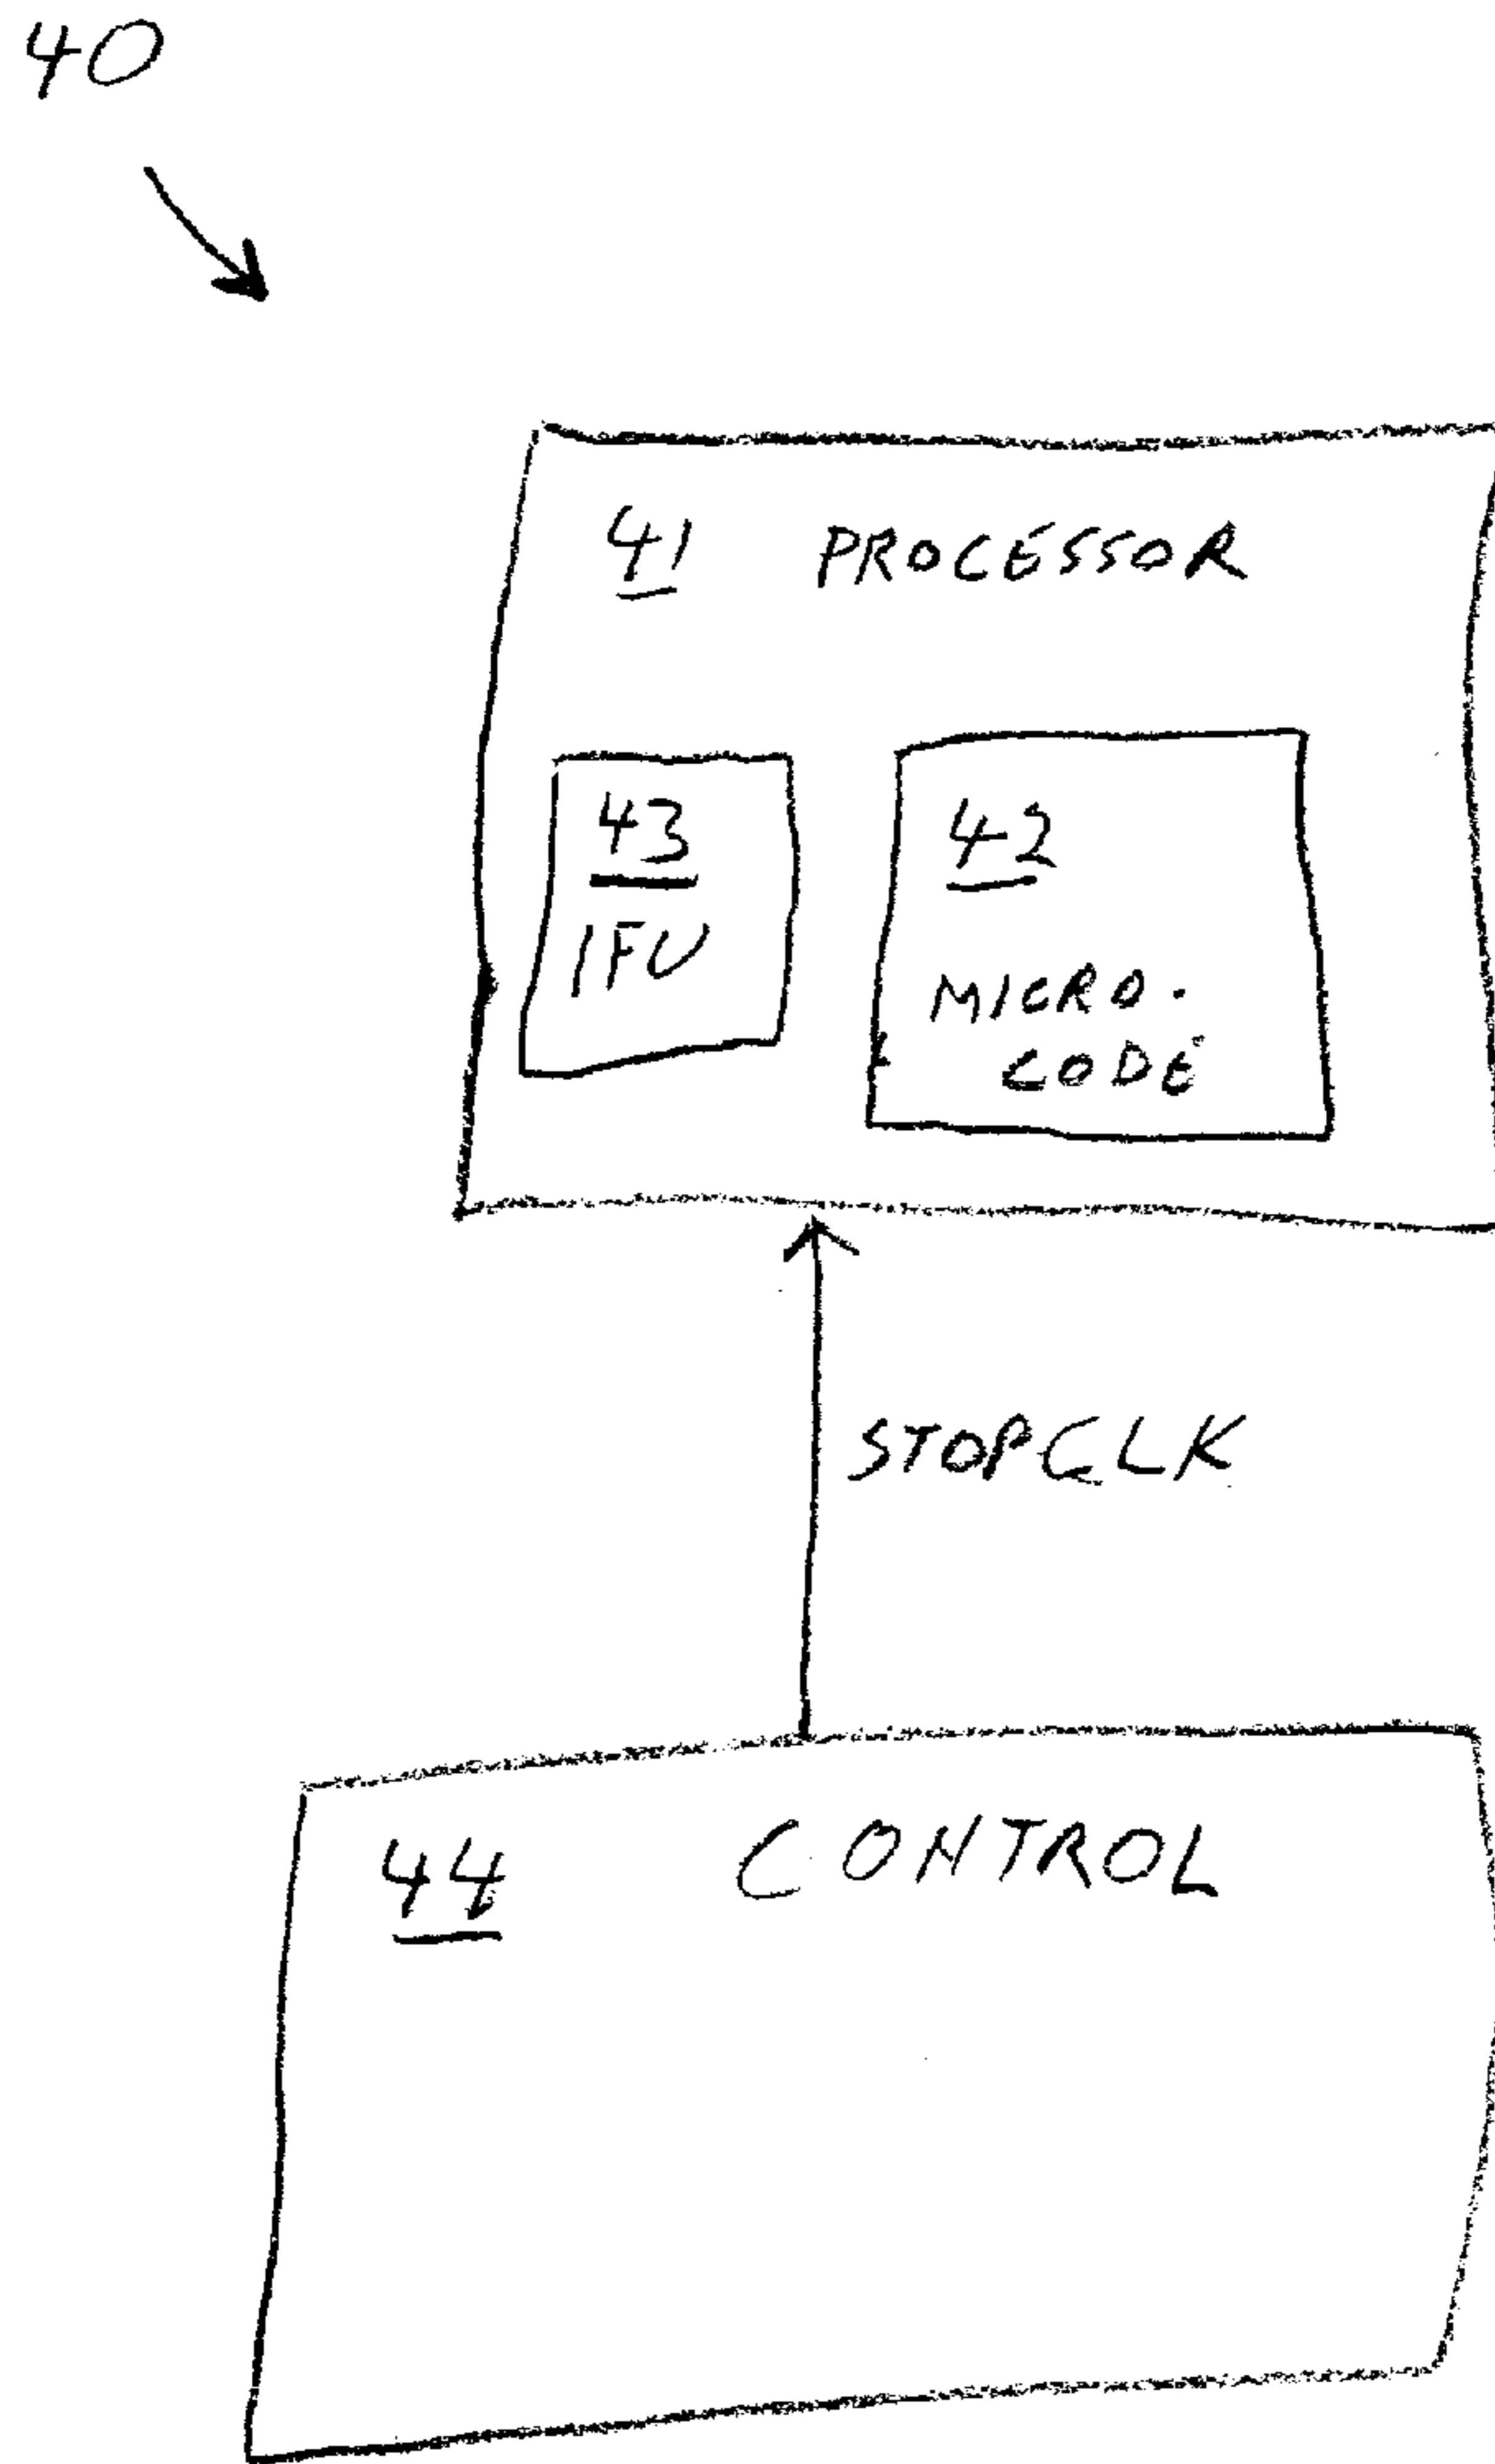 40
41 PROCESSOR
43
IFU
42
MICRO-
CODE
STOPCLK
44 CONTROL